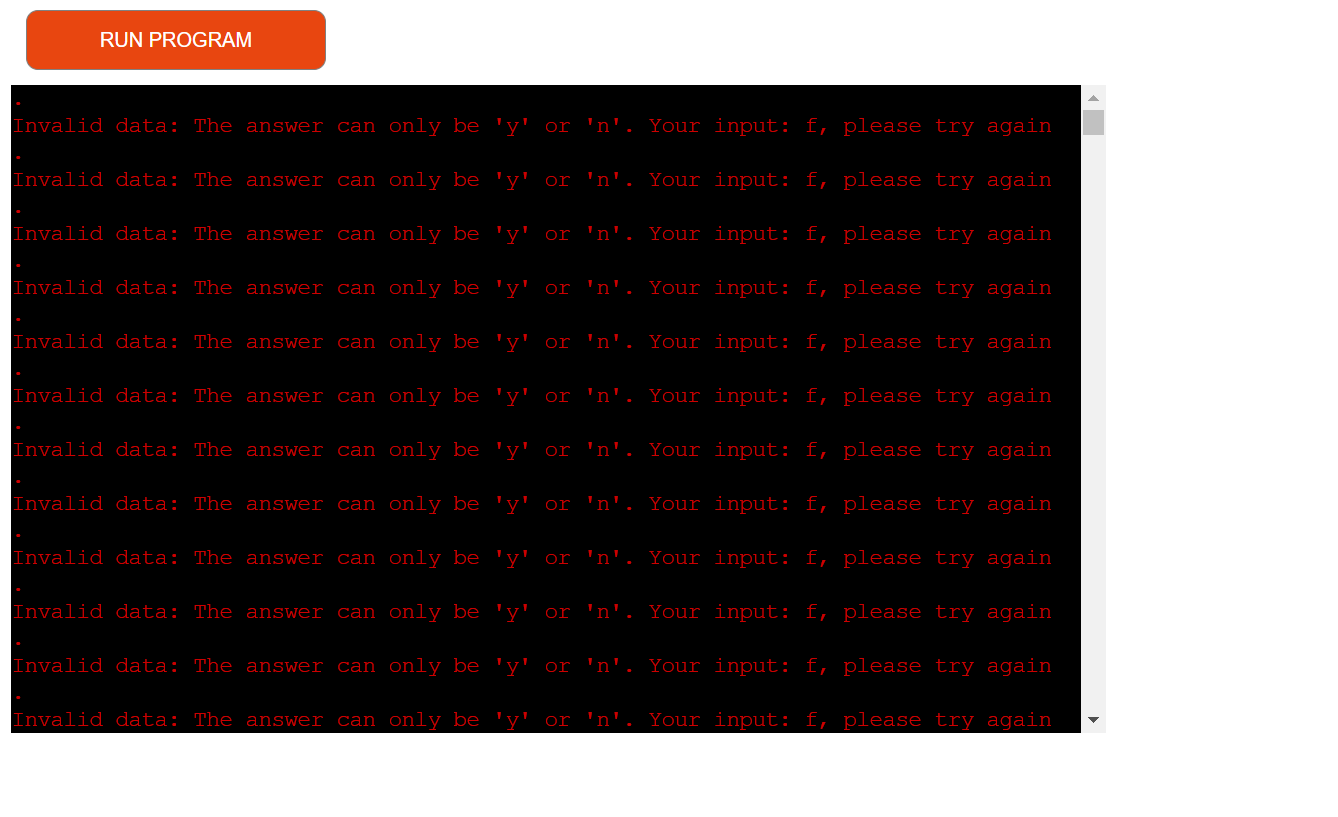 RUN PROGRAM
.
Invalid data: The answer can only be 'y' or 'n'. Your input: f, please try again
.
Invalid data: The answer can only be 'y' or 'n'. Your input: f, please try again
.
Invalid data: The answer can only be 'y' or 'n'. Your input: f, please try again
.
Invalid data: The answer can only be 'y' or 'n'. Your input: f, please try again
.
Invalid data: The answer can only be 'y' or 'n'. Your input: f, please try again
.
Invalid data: The answer can only be 'y' or 'n'. Your input: f, please try again
.
Invalid data: The answer can only be 'y' or 'n'. Your input: f, please try again
.
Invalid data: The answer can only be 'y' or 'n'. Your input: f, please try again
.
Invalid data: The answer can only be 'y' or 'n'. Your input: f, please try again
.
Invalid data: The answer can only be 'y' or 'n'. Your input: f, please try again
.
Invalid data: The answer can only be 'y' or 'n'. Your input: f, please try again
.
Invalid data: The answer can only be 'y' or 'n'. Your input: f, please try again